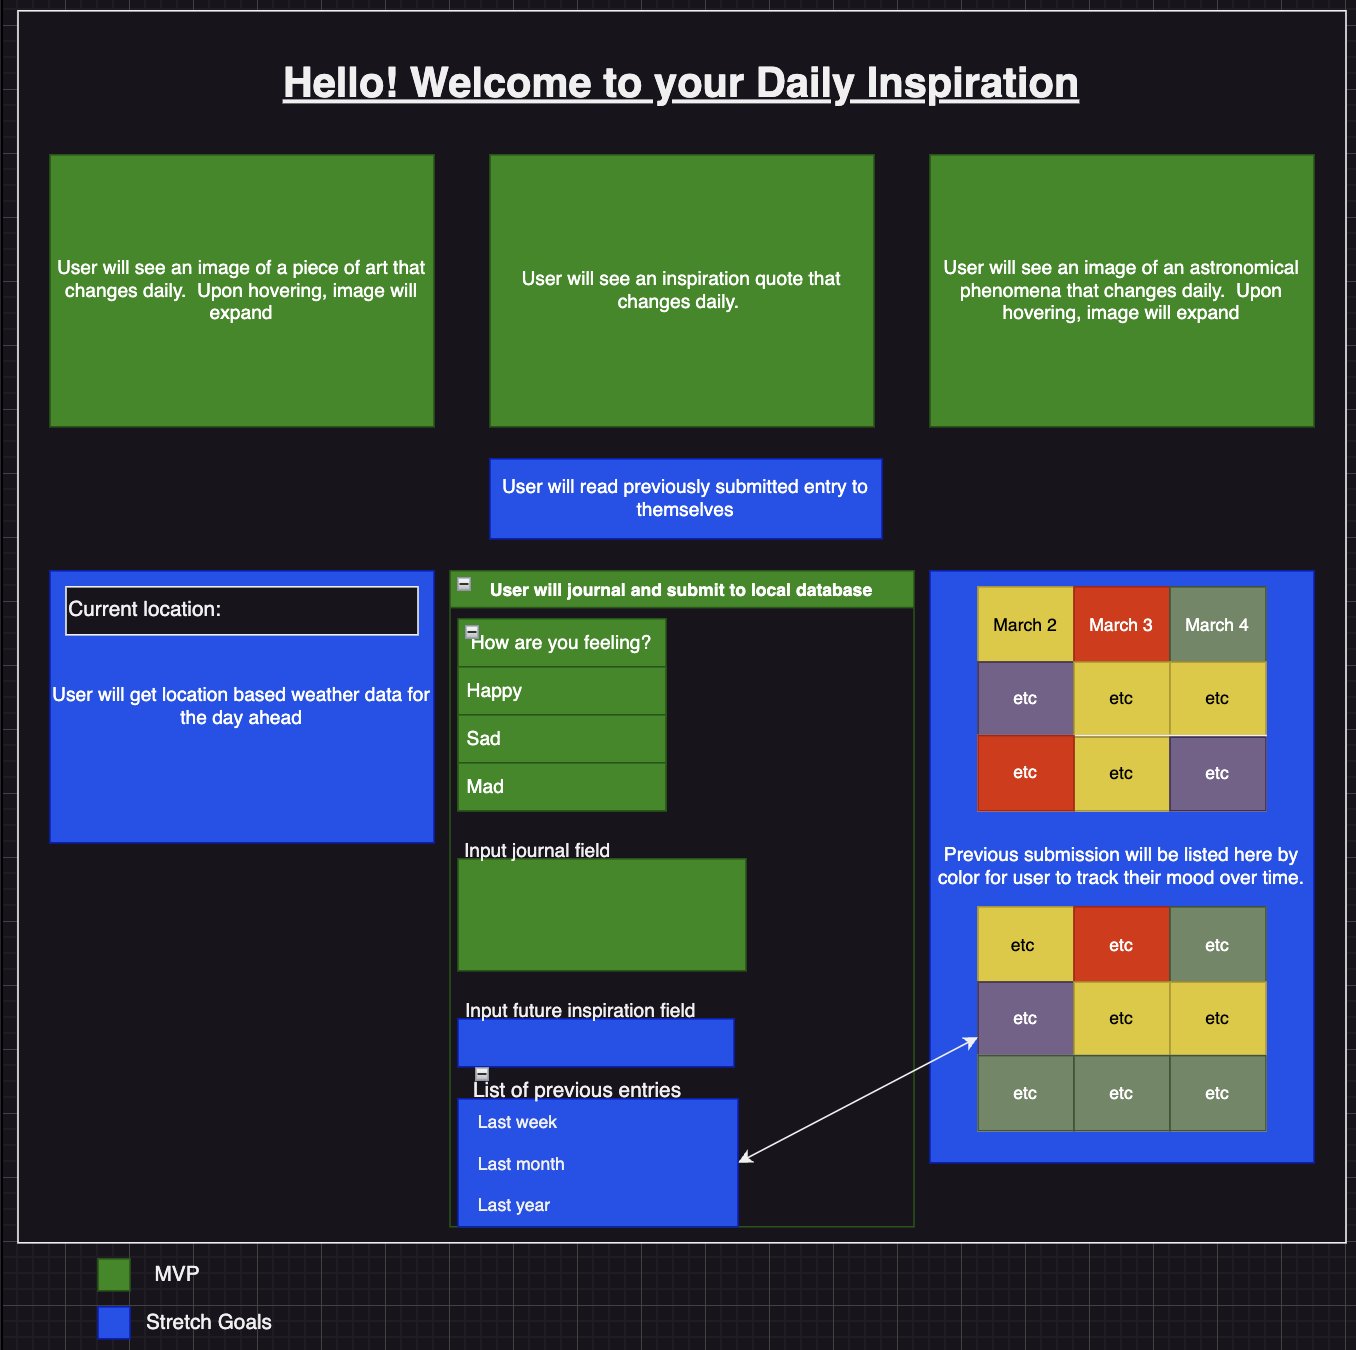 Hello! Welcome to your Daily Inspiration
User will see an image of a piece of art that
changes daily.  Upon hovering, image will
expand
User will see an inspiration quote that
changes daily.
User will see an image of an astronomical
phenomena that changes daily.  Upon
hovering, image will expand
User will read previously submitted entry to
themselves
Current location:
User will get location based weather data for
the day ahead
User will journal and submit to local database
How are you feeling?
Happy
Sad
Mad
Input journal field
Input future inspiration field
List of previous entries
Last week
Last month
Last year
March 2 March 3 March 4
etc etc etc
etc etc etc
Previous submission will be listed here by
color for user to track their mood over time.
etc etc etc
etc etc etc
etc etc etc
MVP
Stretch Goals